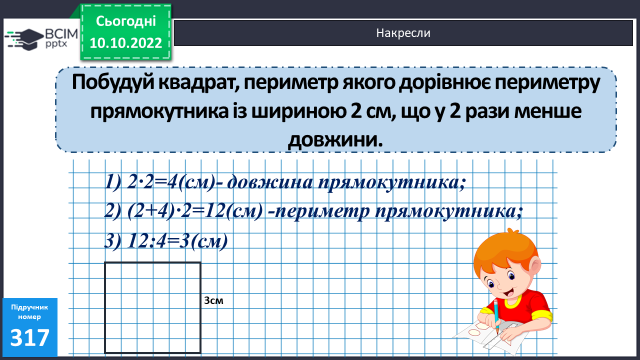 Сьогодні
10.10.2022
BCIM
pptx
Накресли
Побудуй квадрат, периметр якого дорівнює периметру
прямокутника із шириною 2 см, що у 2 рази менше
довжини.
1) 2·2=4(см)- довжина прямокутника;
2) (2+4)·2=12(см) -периметр прямокутника;
3) 12:4=3(см)
3см
Підручник
номер
317